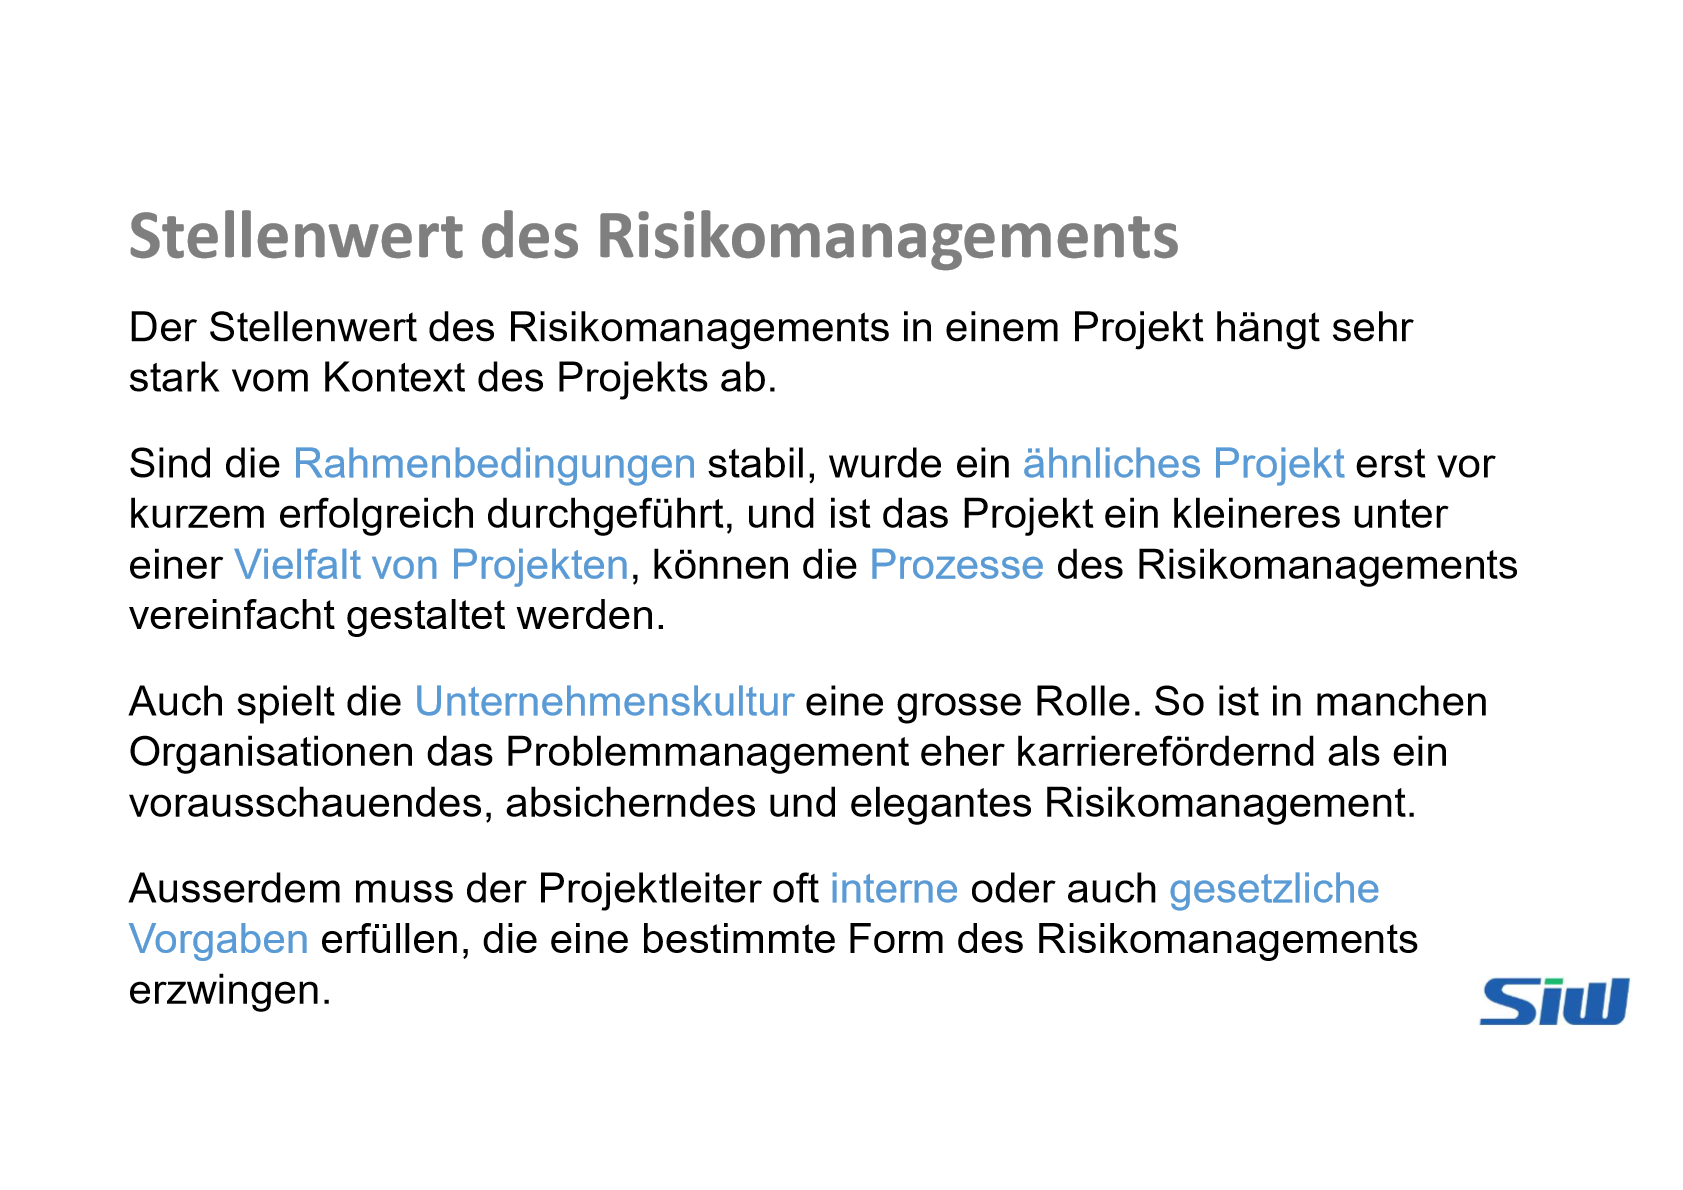 Stellenwert des Risikomanagements
Der Stellenwert des Risikomanagements in einem Projekt hängt sehr
stark vom Kontext des Projekts ab.
Sind die Rahmenbedingungen stabil, wurde ein ähnliches Projekt erst vor
kurzem erfolgreich durchgeführt, und ist das Projekt ein kleineres unter
einer Vielfalt von Projekten, können die Prozesse des Risikomanagements
vereinfacht gestaltet werden.
Auch spielt die Unternehmenskultur eine grosse Rolle. So ist in manchen
Organisationen das Problemmanagement eher karrierefördernd als ein
vorausschauendes, absicherndes und elegantes Risikomanagement.
Ausserdem muss der Projektleiter oft interne oder auch gesetzliche
Vorgaben erfüllen, die eine bestimmte Form des Risikomanagements
erzwingen.
Siw